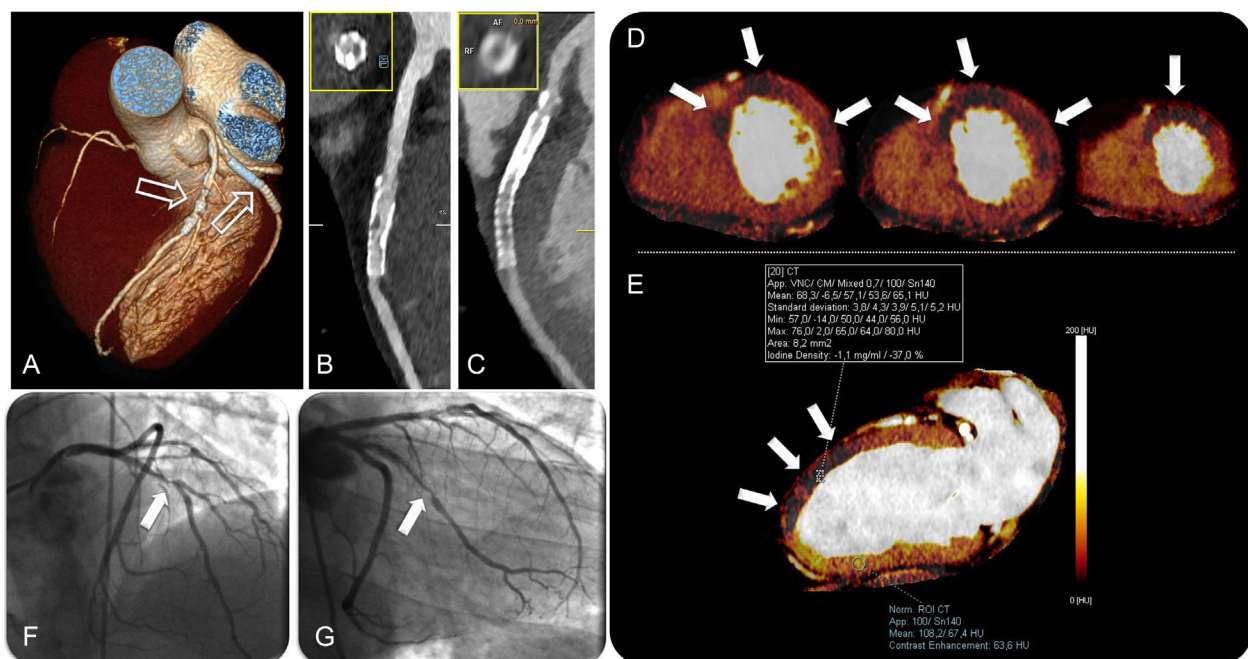 A
B
C
AF
0,0 mm
RF
D
E
[20] CT
App: VNC/ CM/ Mixed 0,7/ 100/ Sn140
Mean: 68,3/ -6,5/ 57,1/ 53,6/ 65,1 HU
Standard deviation: 3,8/ 4,3/ 3,9/ 5,1/ 5,2 HU
Min: 57,0/ -14,0/ 50,0/ 44,0/ 56,0 HU
Max: 76,0/ 2,0/ 65,0/ 64,0/ 80,0 HU
Area: 8,2 mm2
Iodine Density: -1,1 mg/ml / -37,0 %
200 [HU]
0 [HU]
Norm. ROI CT
App: 100/ Sn140
Mean: 108,2/ 67,4 HU
Contrast Enhancement: 63,6 HU
F
G